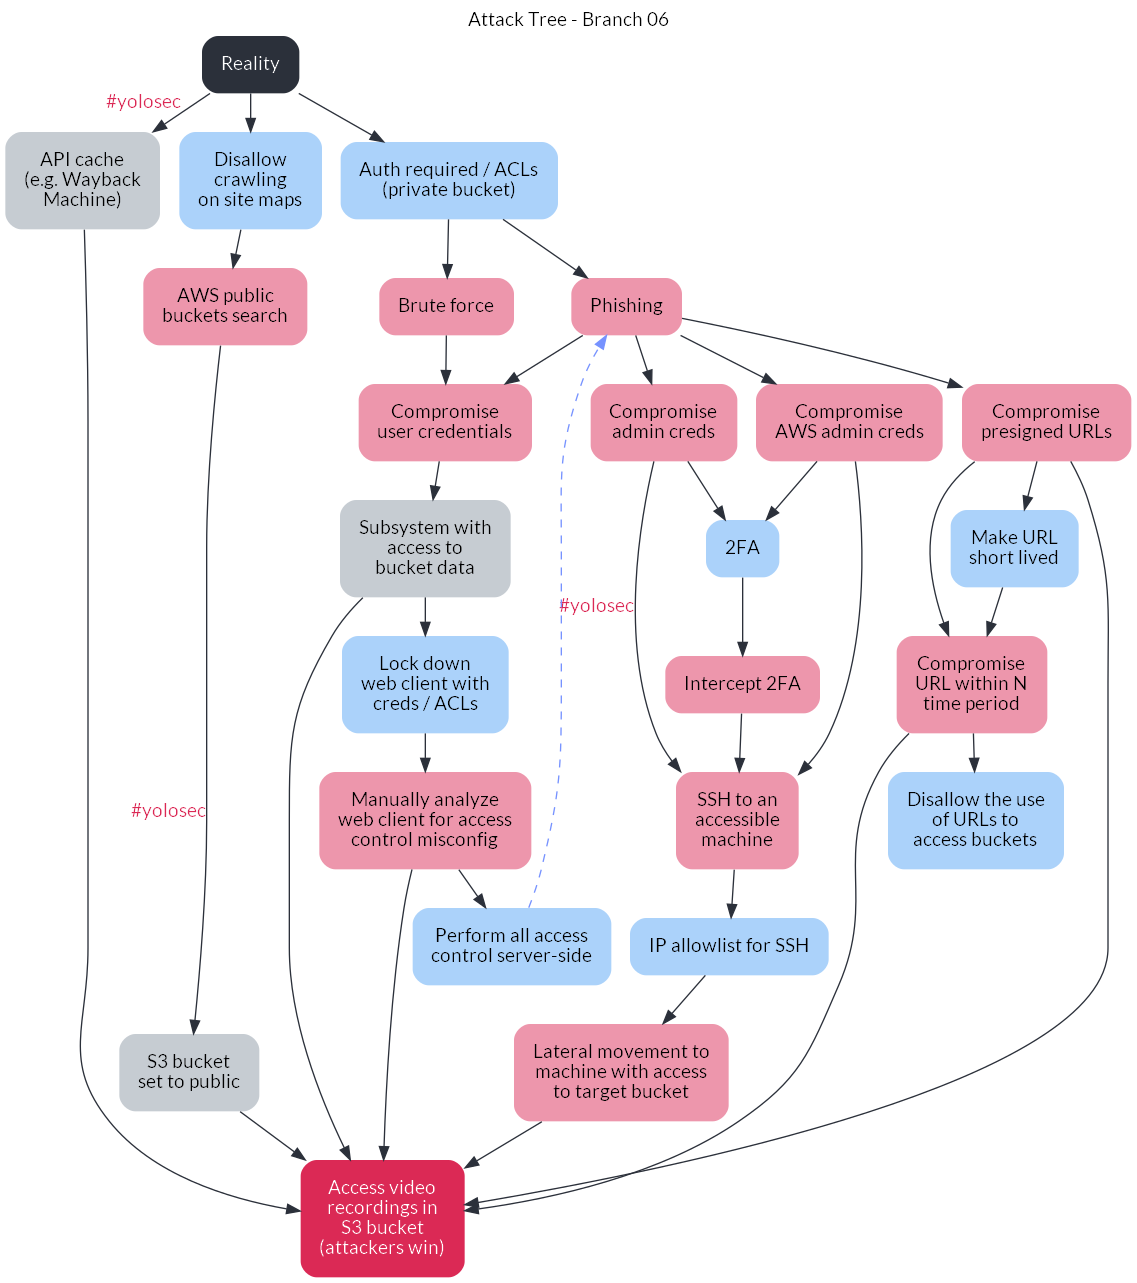 Attack Tree - Branch 06
Reality
#yolosec
API cache
(e.g. Wayback
Machine)
Disallow
crawling
on site maps
Auth required / ACLs
(private bucket)
AWS public
buckets search
Brute force
Phishing
Compromise
user credentials
Compromise
admin creds
Compromise
AWS admin creds
Compromise
presigned URLs
Subsystem with
access to
bucket data
2FA
Make URL
short lived
#yolosec
Lock down
web client with
creds / ACLs
Intercept 2FA
Compromise
URL within N
time period
#yolosec
Manually analyze
web client for access
control misconfig
SSH to an
accessible
machine
Disallow the use
of URLs to
access buckets
Perform all access
control server-side
IP allowlist for SSH
S3 bucket
set to public
Lateral movement to
machine with access
to target bucket
Access video
recordings in
S3 bucket
(attackers win)